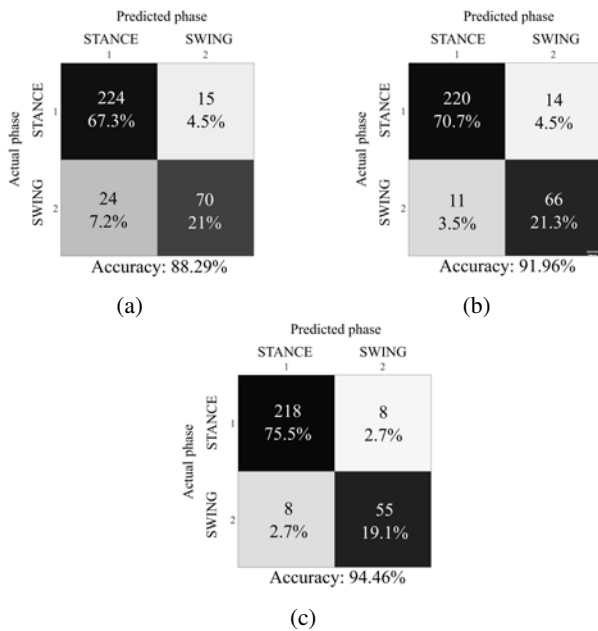 Predicted phase
STANCE SWING
1 2
Actual phase
STANCE
1
224 15
67.3% 4.5%
SWING
2
24 70
7.2% 21%
Accuracy: 88.29%
(a)
Predicted phase
STANCE SWING
1 2
Actual phase
STANCE
1
220 14
70.7% 4.5%
SWING
2
11 66
3.5% 21.3%
Accuracy: 91.96%
(b)
Predicted phase
STANCE SWING
1 2
Actual phase
STANCE
1
218 8
75.5% 2.7%
SWING
2
8 55
2.7% 19.1%
Accuracy: 94.46%
(c)